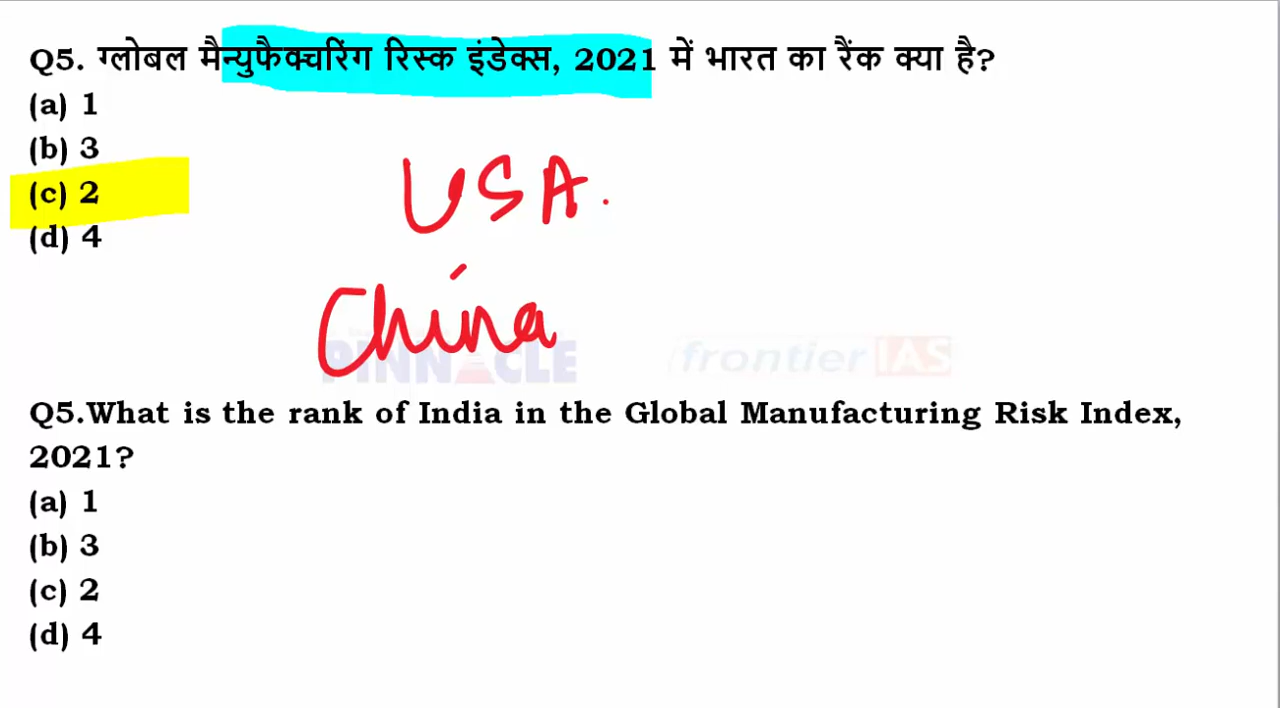 Q5. ग्लोबल मैन्युफैक्चरिंग रिस्क इंडेक्स, 2021 में भारत का रैंक क्या है?
(a) 1
(b) 3
(c) 2
(d) 4
USA.
China
PINNACLE
frontier IAS
Q5.What is the rank of India in the Global Manufacturing Risk Index,
2021?
(a) 1
(b) 3
(c) 2
(d) 4